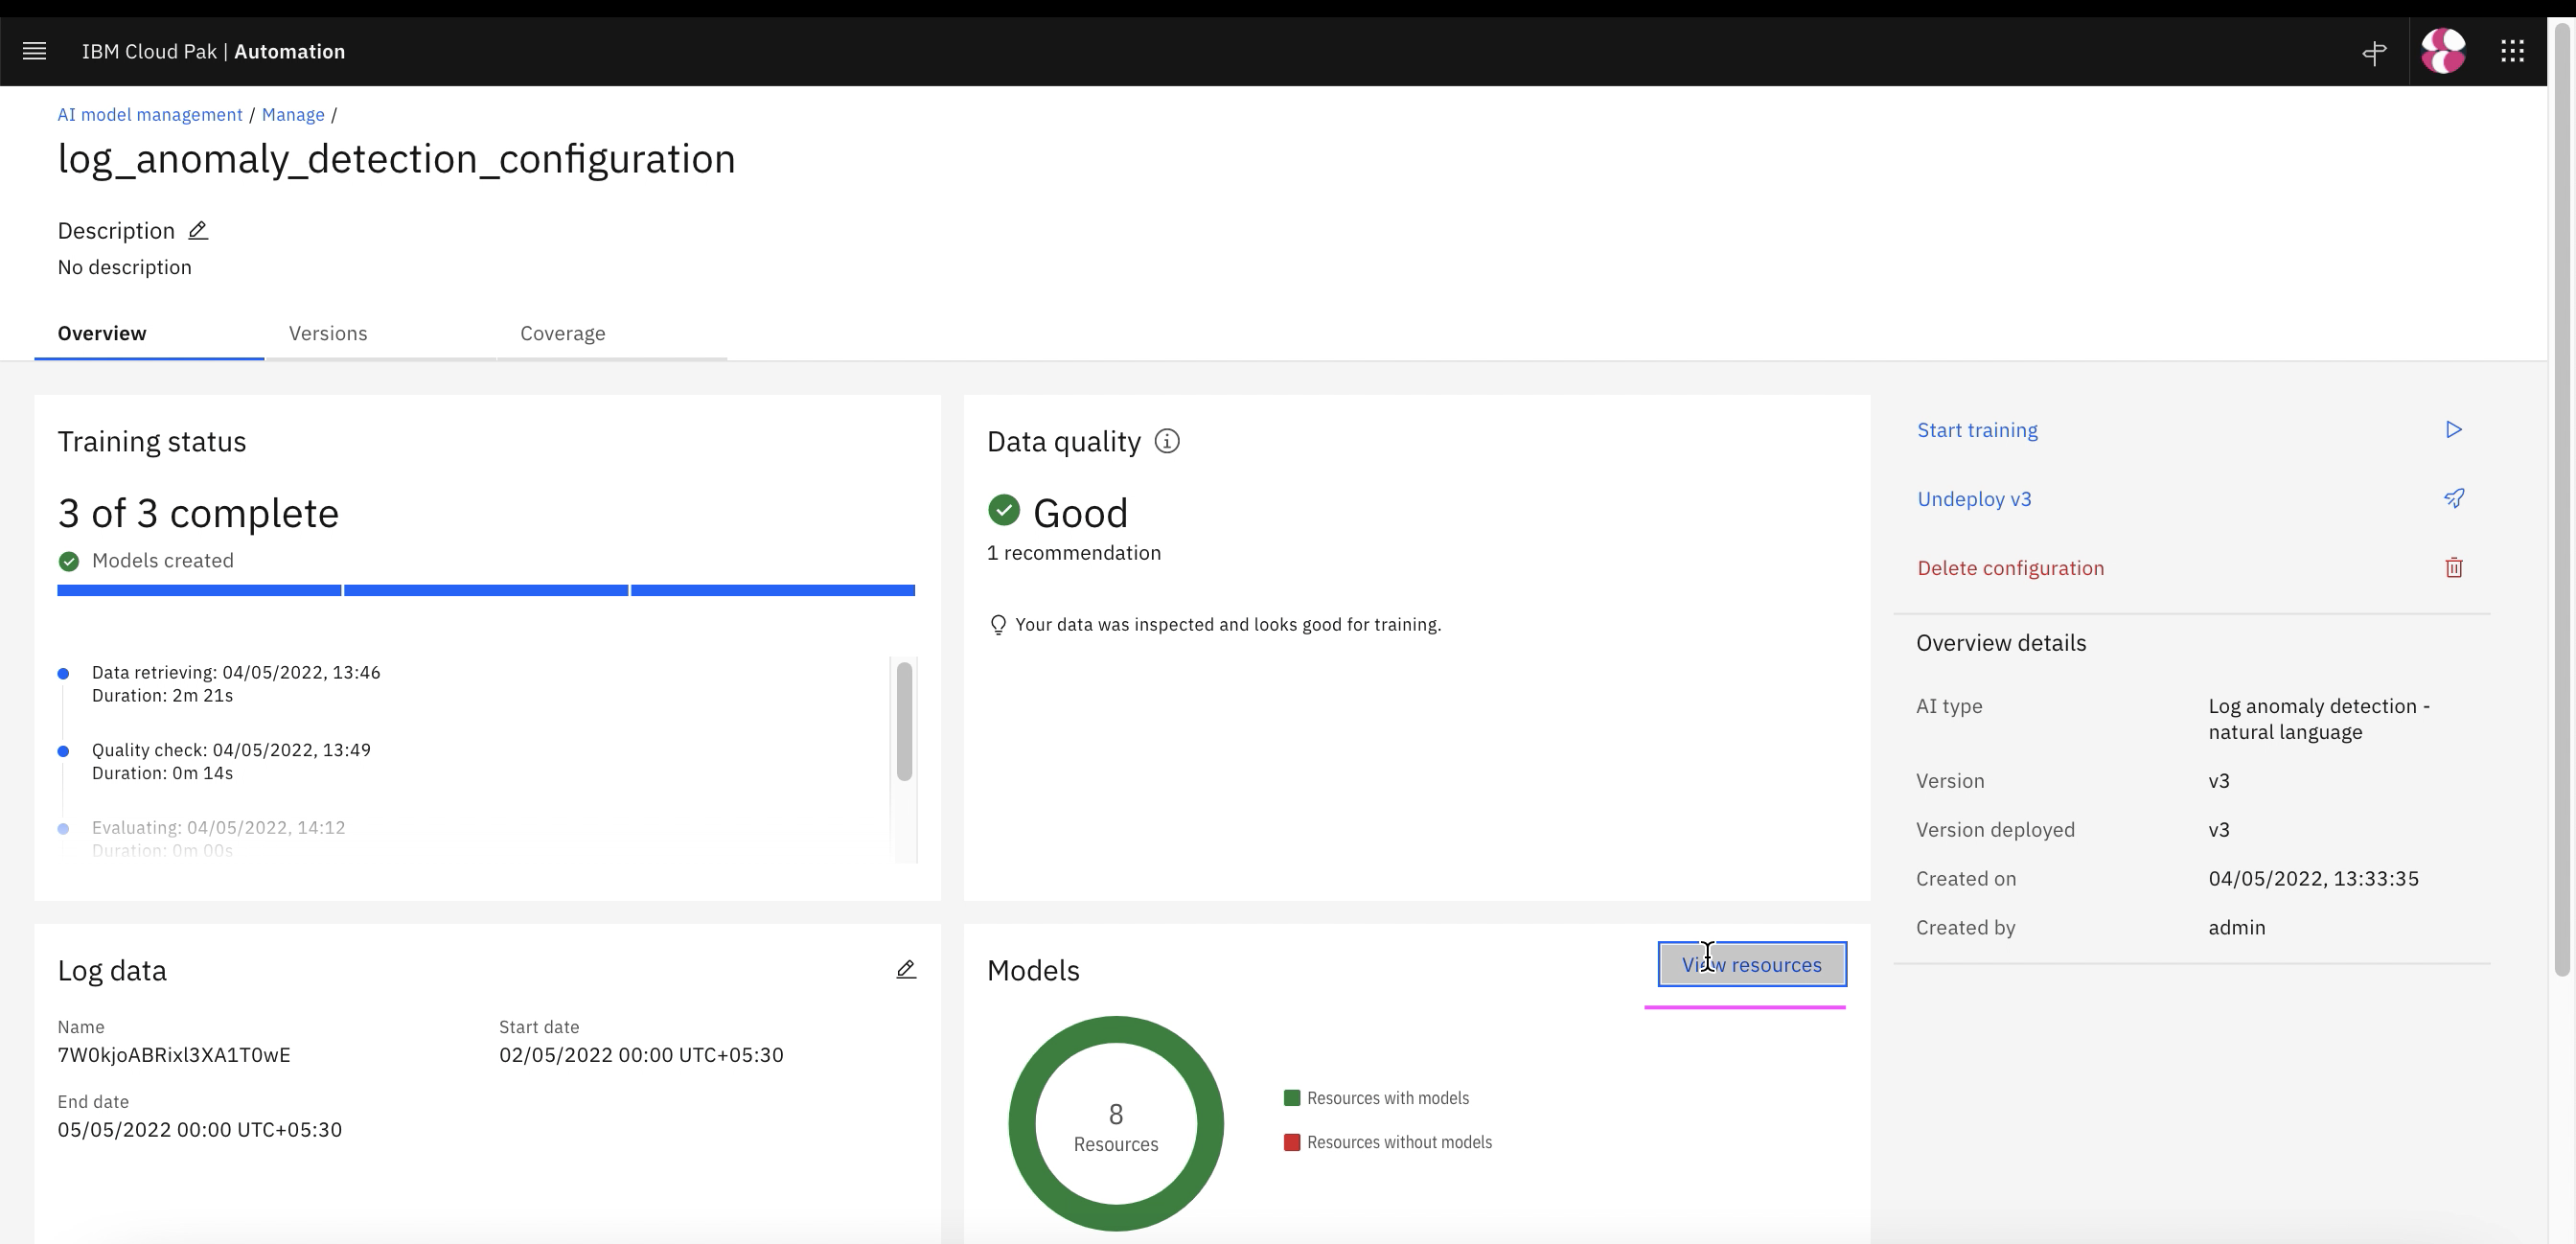 IBM Cloud Pak | Automation
AI model management / Manage /
log_anomaly_detection_configuration
Description
No description
Overview
Versions
Coverage
Training status
3 of 3 complete
Models created
Data retrieving: 04/05/2022, 13:46
Duration: 2m 21s
Quality check: 04/05/2022, 13:49
Duration: 0m 14s
Evaluating: 04/05/2022, 14:12
Duration: 0m 00s
Data quality
Good
1 recommendation
Your data was inspected and looks good for training.
Start training
Undeploy v3
Delete configuration
Overview details
AI type
Log anomaly detection -
natural language
Version
v3
Version deployed
v3
Created on
04/05/2022, 13:33:35
Created by
admin
Log data
Name
7W0kjoABRixl3XA1T0wE
Start date
02/05/2022 00:00 UTC+05:30
End date
05/05/2022 00:00 UTC+05:30
Models
View resources
8
Resources
Resources with models
Resources without models